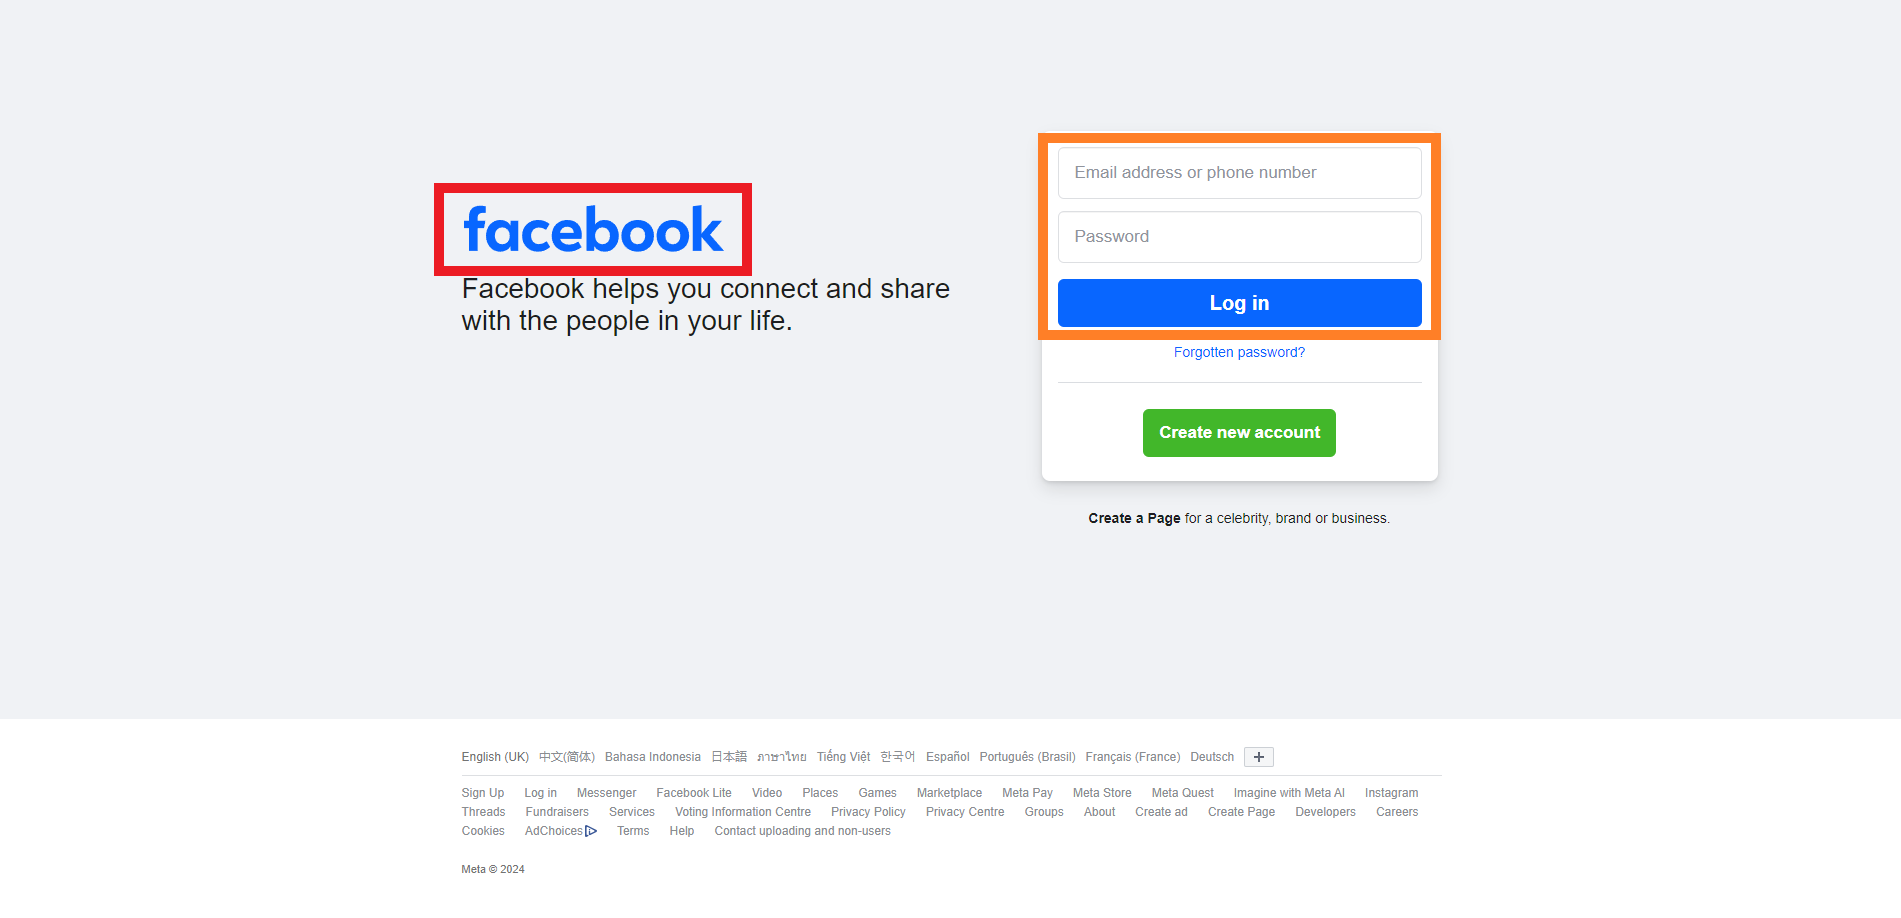 facebook
Facebook helps you connect and share
with the people in your life.
Email address or phone number
Password
Log in
Forgotten password?
Create new account
Create a Page for a celebrity, brand or business.
English (UK) 中文(简体) Bahasa Indonesia 日本語 ภาษาไทย Tiếng Việt 한국어 Español Português (Brasil) Français (France) Deutsch
Sign Up Log in Messenger Facebook Lite Video Places Games Marketplace Meta Pay Meta Store Meta Quest Imagine with Meta AI Instagram
Threads Fundraisers Services Voting Information Centre Privacy Policy Privacy Centre Groups About Create ad Create Page Developers Careers
Cookies AdChoices Terms Help Contact uploading and non-users
Meta © 2024